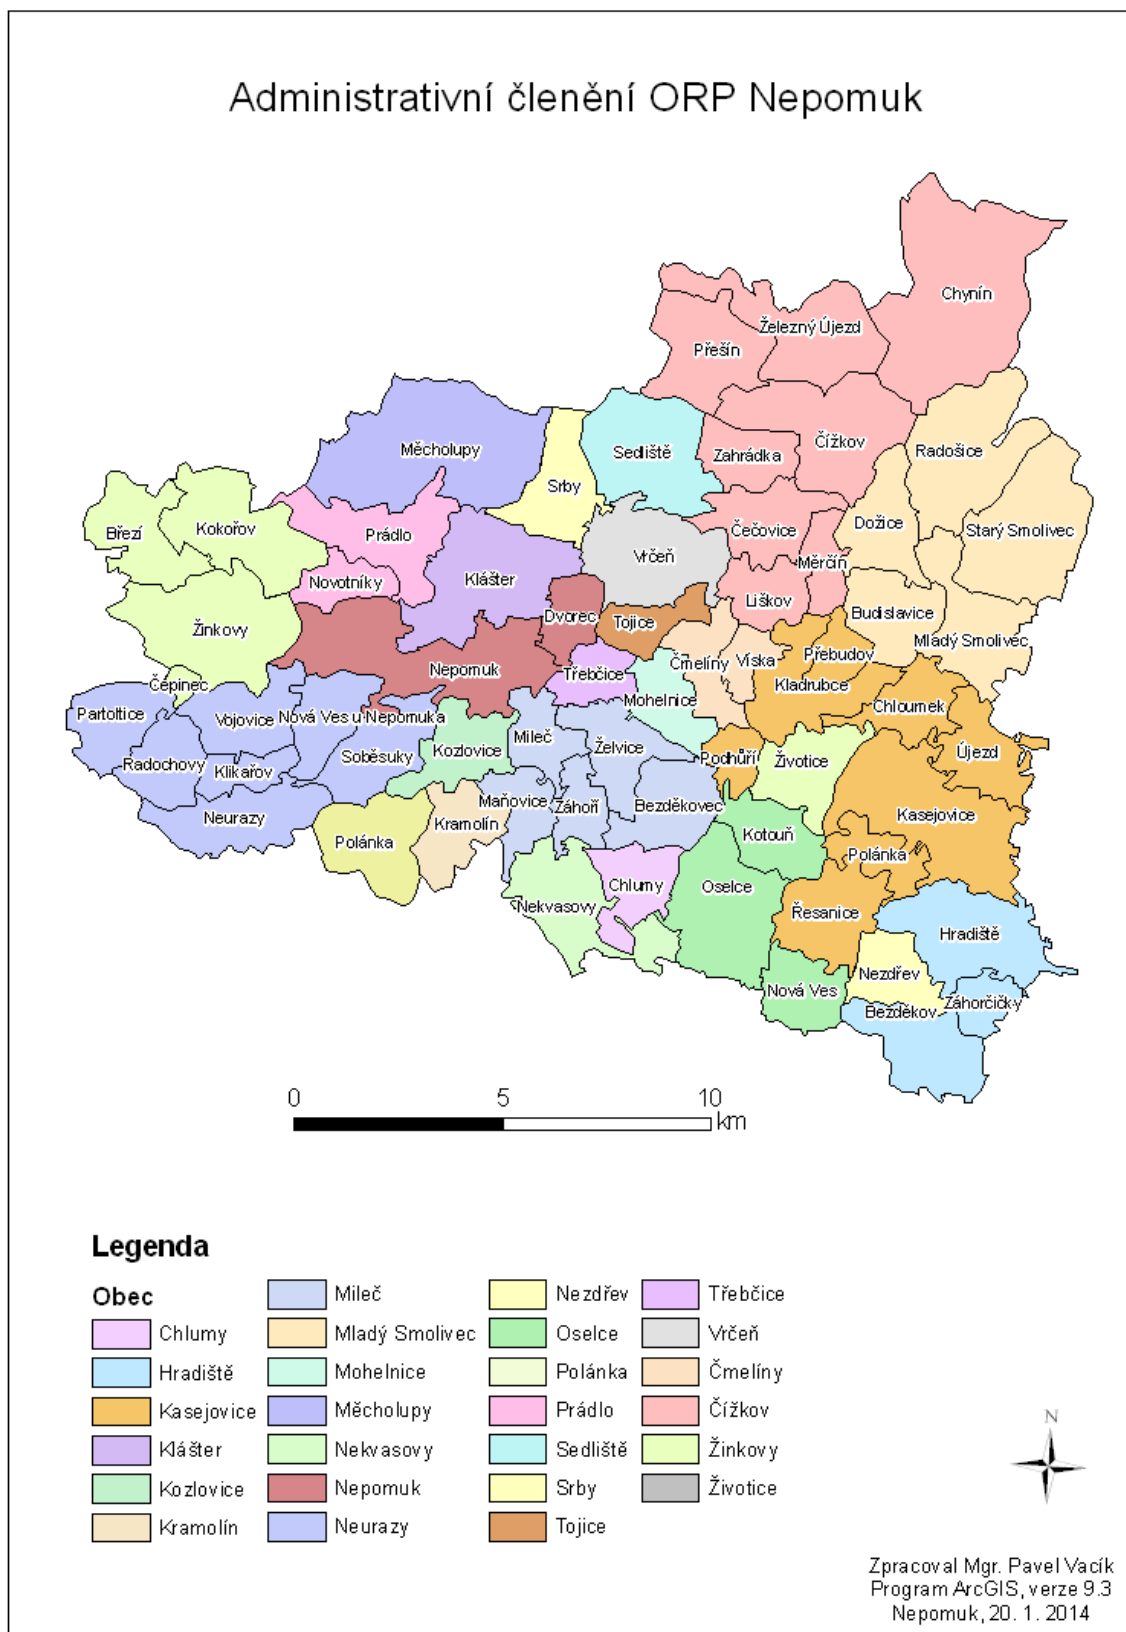 Administrativní členění ORP Nepomuk
Chynín
Železný Újezd
Přešín
Čížkov
Radošice
Měcholupy
Sedliště
Zahrádka
Srby
Dožice
Starý Smolivec
Březí
Kokořov
Prádlo
Čečovice
Vrčeň
Měrčín
Klášter
Novotníky
Liškov
Budislavice
Dvorec
Tojice
Žinkovy
Mladý Smolivec
Přebudov
Nepomuk
Třebčice
Čmelíny
Víska
Kladrubce
Čepinec
Mohelnice
Chloumek
Partoltice
Vojovice
Nová Ves u Nepomuka
Mileč
Želvice
Újezd
Radochovy
Klikařov
Soběsuky
Kozlovice
Podhůří
Životice
Maňovice
Záhoří
Bezděkovec
Neurazy
Kramolín
Kasejovice
Polánka
Kotouň
Polánka
Chlumy
Oselce
Nekvasovy
Řesanice
Hradiště
Nezdřev
Nová Ves
Záhorčičky
Bezděkov
0 5 10
km
Legenda
Obec
Chlumy
Hradiště
Kasejovice
Klášter
Kozlovice
Kramolín
Mileč
Mladý Smolivec
Mohelnice
Měcholupy
Nekvasovy
Nepomuk
Neurazy
Nezdřev
Oselce
Polánka
Prádlo
Sedliště
Srby
Tojice
Třebčice
Vrčeň
Čmelíny
Čížkov
Žinkovy
Životice
N
Zpracoval Mgr. Pavel Vacík
Program ArcGIS, verze 9.3
Nepomuk, 20. 1. 2014